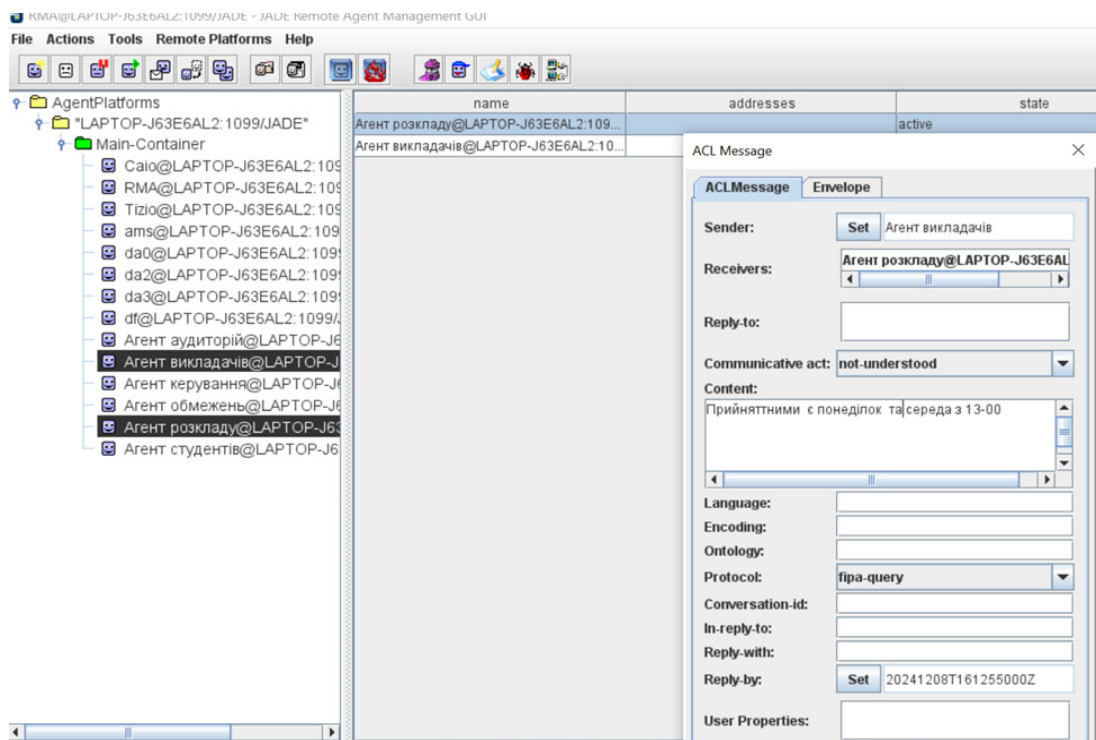 RMA@LAPTOP-J63E6AL2:1099/JADE - JADE Remote Agent Management GUI
File Actions Tools Remote Platforms Help
AgentPlatforms
"LAPTOP-J63E6AL2:1099/JADE"
Main-Container
Caio@LAPTOP-J63E6AL2:109
RMA@LAPTOP-J63E6AL2:109
Tizio@LAPTOP-J63E6AL2:109
ams@LAPTOP-J63E6AL2:109
da0@LAPTOP-J63E6AL2:109
da2@LAPTOP-J63E6AL2:109
da3@LAPTOP-J63E6AL2:109
df@LAPTOP-J63E6AL2:1099/
Агент аудиторій@LAPTOP-J6
Агент викладачів@LAPTOP-J
Агент керування@LAPTOP-J
Агент обмежень@LAPTOP-J6
Агент розкладу@LAPTOP-J63
Агент студентів@LAPTOP-J6
name addresses state
Агент розкладу@LAPTOP-J63E6AL2:109... active
Агент викладачів@LAPTOP-J63E6AL2:10...
ACL Message
ACLMessage Envelope
Sender: Set Агент викладачів
Receivers: Агент розкладу@LAPTOP-J63E6AL
Reply-to:
Communicative act: not-understood
Content:
Прийняттними є понеділок та середа з 13-00
Language:
Encoding:
Ontology:
Protocol: fipa-query
Conversation-id:
In-reply-to:
Reply-with:
Reply-by: Set 20241208T161255000Z
User Properties: